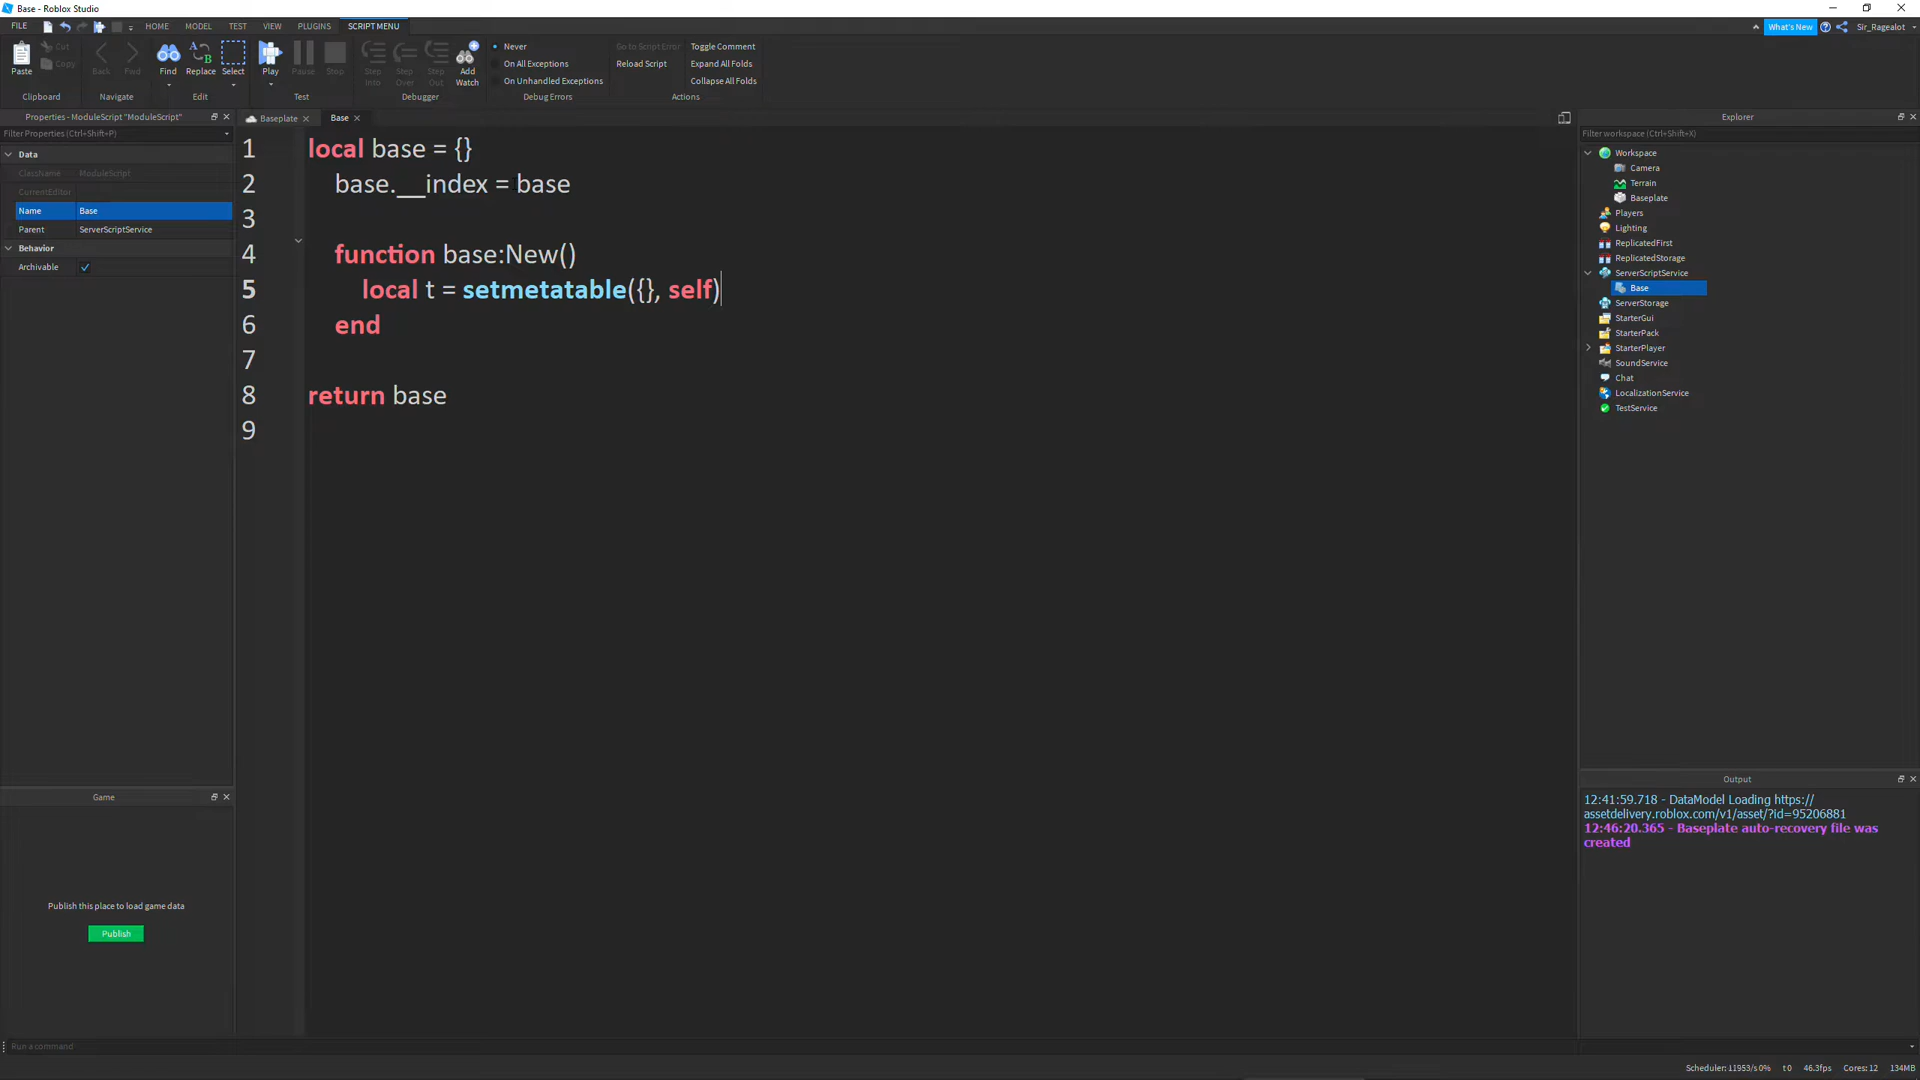 Base - Roblox Studio
FILE HOME MODEL TEST VIEW PLUGINS SCRIPT MENU What's New Sir_Ragealot
Paste Cut Copy Back Fwd Find Replace Select Play Pause Stop Step Into Step Over Step Out Add Watch
Never
On All Exceptions
On Unhandled Exceptions
Go to Script Error
Reload Script
Toggle Comment
Expand All Folds
Collapse All Folds
Clipboard Navigate Edit Test Debugger Debug Errors Actions
Properties - ModuleScript "ModuleScript"
Filter Properties (Ctrl+Shift+P)
Data
ClassName ModuleScript
CurrentEditor
Name Base
Parent ServerScriptService
Behavior
Archivable
Game
Publish this place to load game data
Publish
Baseplate Base
1 local base = {}
2 base.__index = base
3
4 function base:New()
5 local t = setmetatable({}, self)
6 end
7
8 return base
9
Explorer
Filter workspace (Ctrl+Shift+X)
Workspace
Camera
Terrain
Baseplate
Players
Lighting
ReplicatedFirst
ReplicatedStorage
ServerScriptService
Base
ServerStorage
StarterGui
StarterPack
StarterPlayer
SoundService
Chat
LocalizationService
TestService
Output
12:41:59.718 - DataModel Loading https://
assetdelivery.roblox.com/v1/asset/?id=95206881
12:46:20.365 - Baseplate auto-recovery file was
created
Run a command
Scheduler: 11953/s 0% t 0 46.3fps Cores: 12 134MB